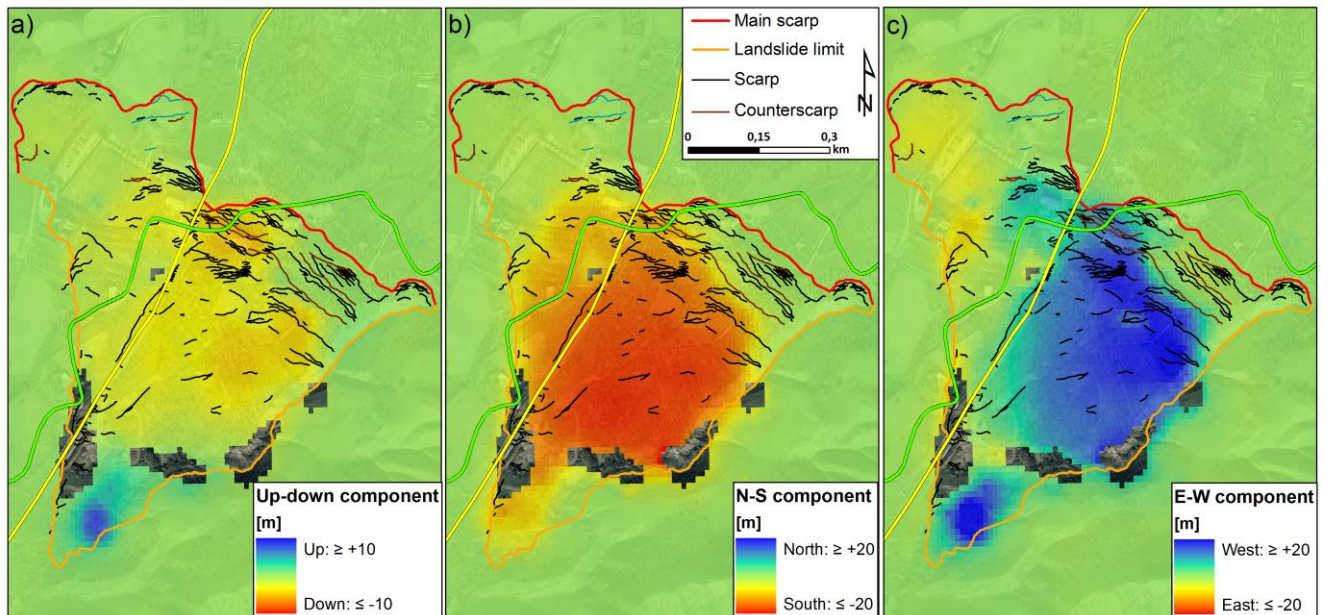 a)
b)
c)
Main scarp
Landslide limit
Scarp
Counterscarp
N
0 0,15 0,3
km
Up-down component
[m]
Up: ≥ +10
Down: ≤ -10
N-S component
[m]
North: ≥ +20
South: ≤ -20
E-W component
[m]
West: ≥ +20
East: ≤ -20